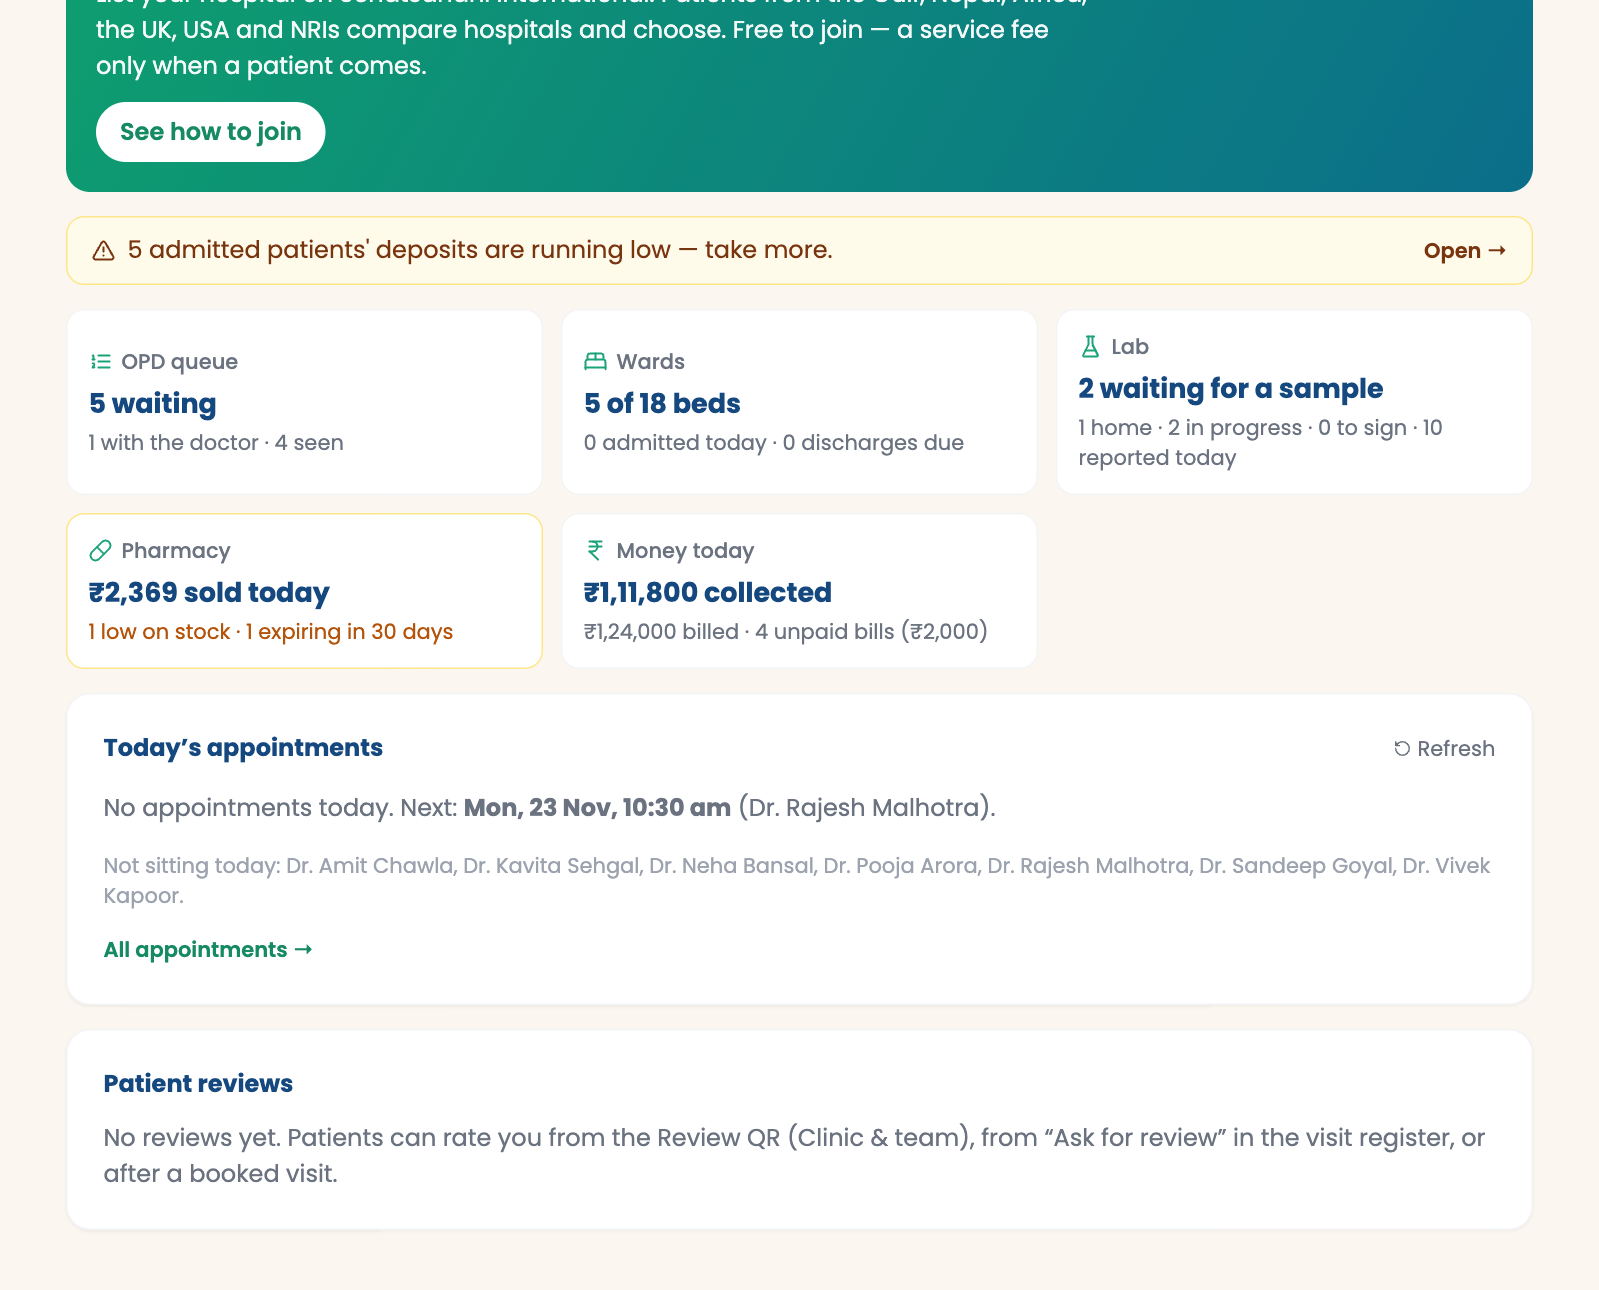 the UK, USA and NRIs compare hospitals and choose. Free to join — a service fee
only when a patient comes.
See how to join
5 admitted patients' deposits are running low — take more.
Open →
OPD queue
5 waiting
1 with the doctor · 4 seen
Wards
5 of 18 beds
0 admitted today · 0 discharges due
Lab
2 waiting for a sample
1 home · 2 in progress · 0 to sign · 10
reported today
Pharmacy
₹2,369 sold today
1 low on stock · 1 expiring in 30 days
Money today
₹1,11,800 collected
₹1,24,000 billed · 4 unpaid bills (₹2,000)
Today’s appointments
Refresh
No appointments today. Next: Mon, 23 Nov, 10:30 am (Dr. Rajesh Malhotra).
Not sitting today: Dr. Amit Chawla, Dr. Kavita Sehgal, Dr. Neha Bansal, Dr. Pooja Arora, Dr. Rajesh Malhotra, Dr. Sandeep Goyal, Dr. Vivek
Kapoor.
All appointments →
Patient reviews
No reviews yet. Patients can rate you from the Review QR (Clinic & team), from “Ask for review” in the visit register, or
after a booked visit.